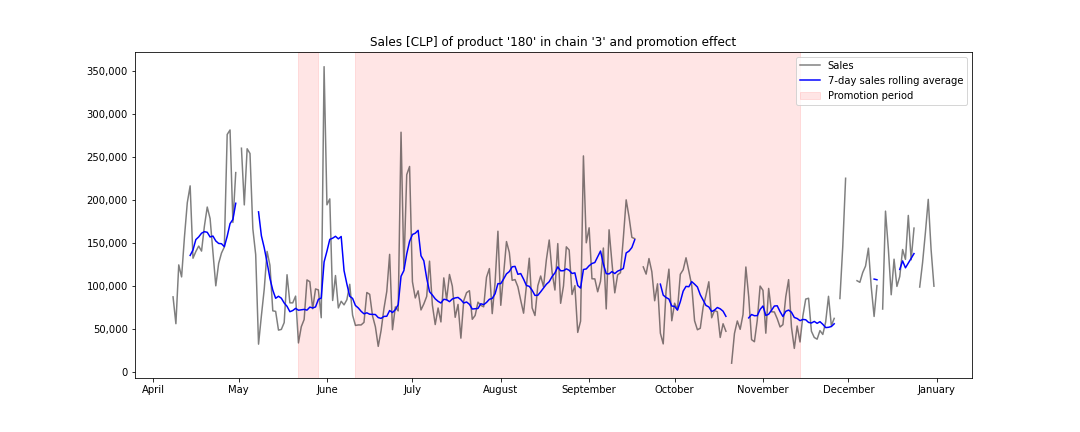 Sales [CLP] of product '180' in chain '3' and promotion effect
Sales
7-day sales rolling average
Promotion period
350,000
300,000
250,000
200,000
150,000
100,000
50,000
0
April May June July August September October November December January